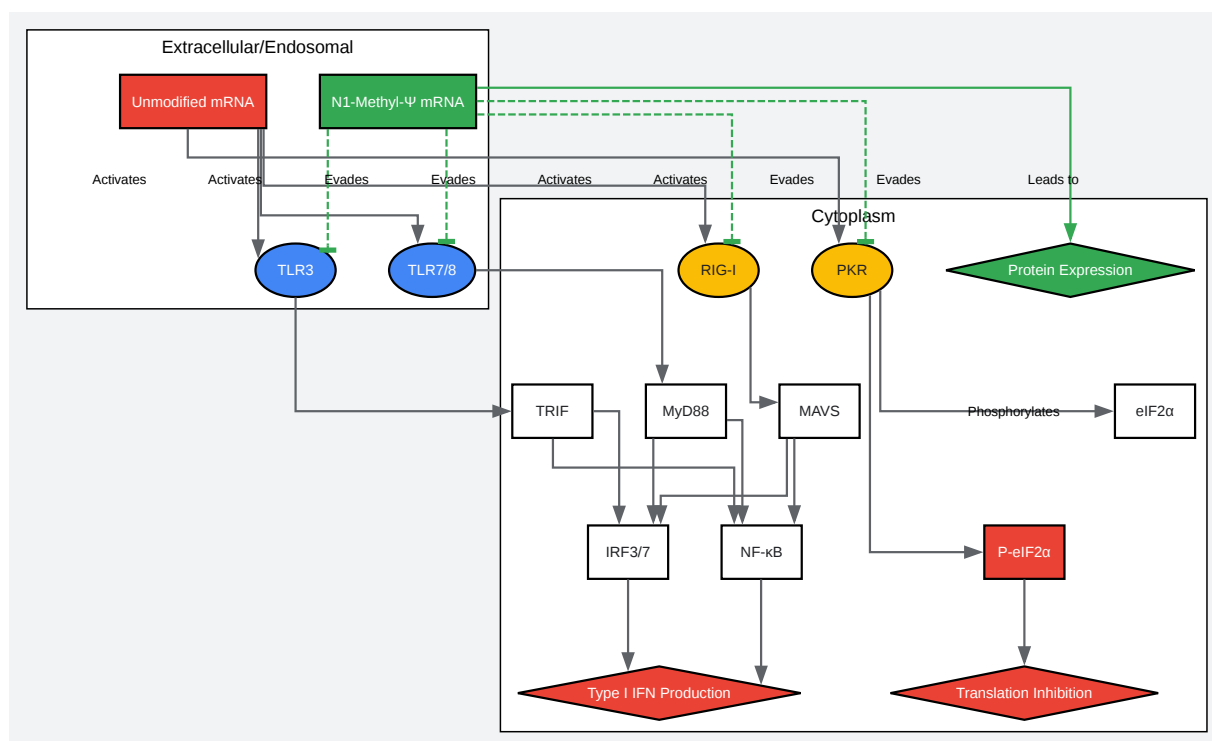 Extracellular/Endosomal
Unmodified mRNA
N1-Methyl-Ψ mRNA
Activates
Activates
Evades
Evades
Activates
Activates
Evades
Evades
Leads to
Cytoplasm
TLR3
TLR7/8
RIG-I
PKR
Protein Expression
TRIF
MyD88
MAVS
Phosphorylates
eIF2α
IRF3/7
NF-κB
P-eIF2α
Type I IFN Production
Translation Inhibition